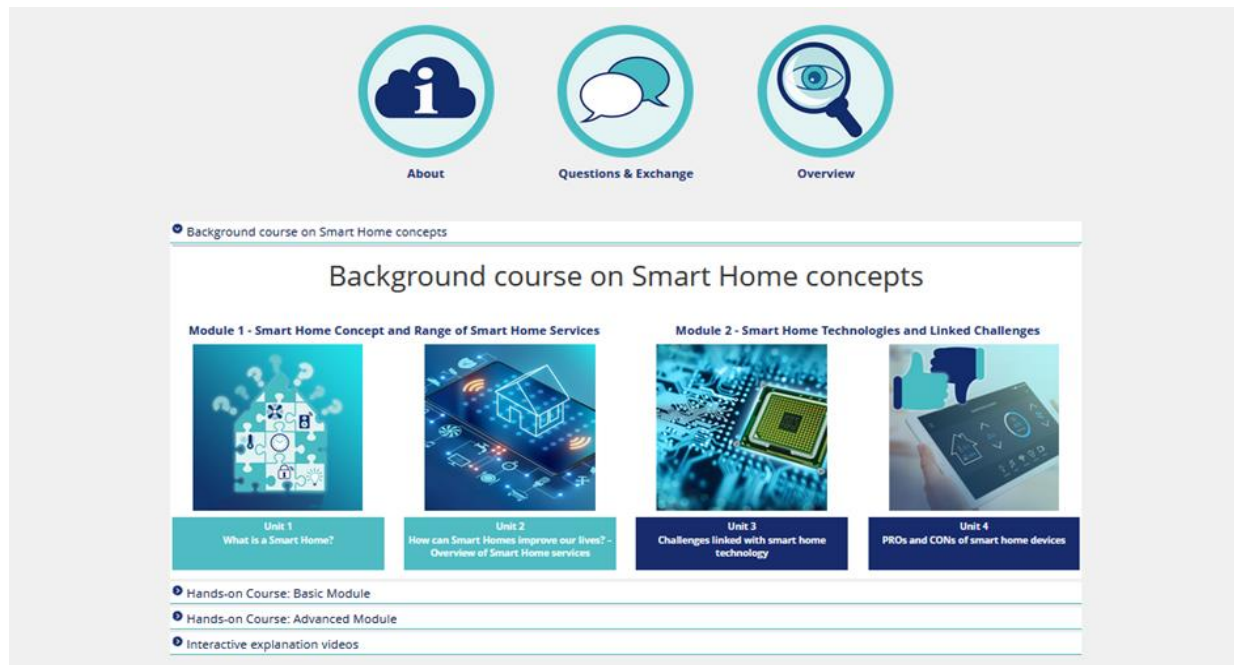 About
Questions & Exchange
Overview
Background course on Smart Home concepts
Background course on Smart Home concepts
Module 1 - Smart Home Concept and Range of Smart Home Services
Module 2 - Smart Home Technologies and Linked Challenges
Unit 1
What is a Smart Home?
Unit 2
How can Smart Homes improve our lives? –
Overview of Smart Home services
Unit 3
Challenges linked with smart home
technology
Unit 4
PROs and CONs of smart home devices
Hands-on Course: Basic Module
Hands-on Course: Advanced Module
Interactive explanation videos